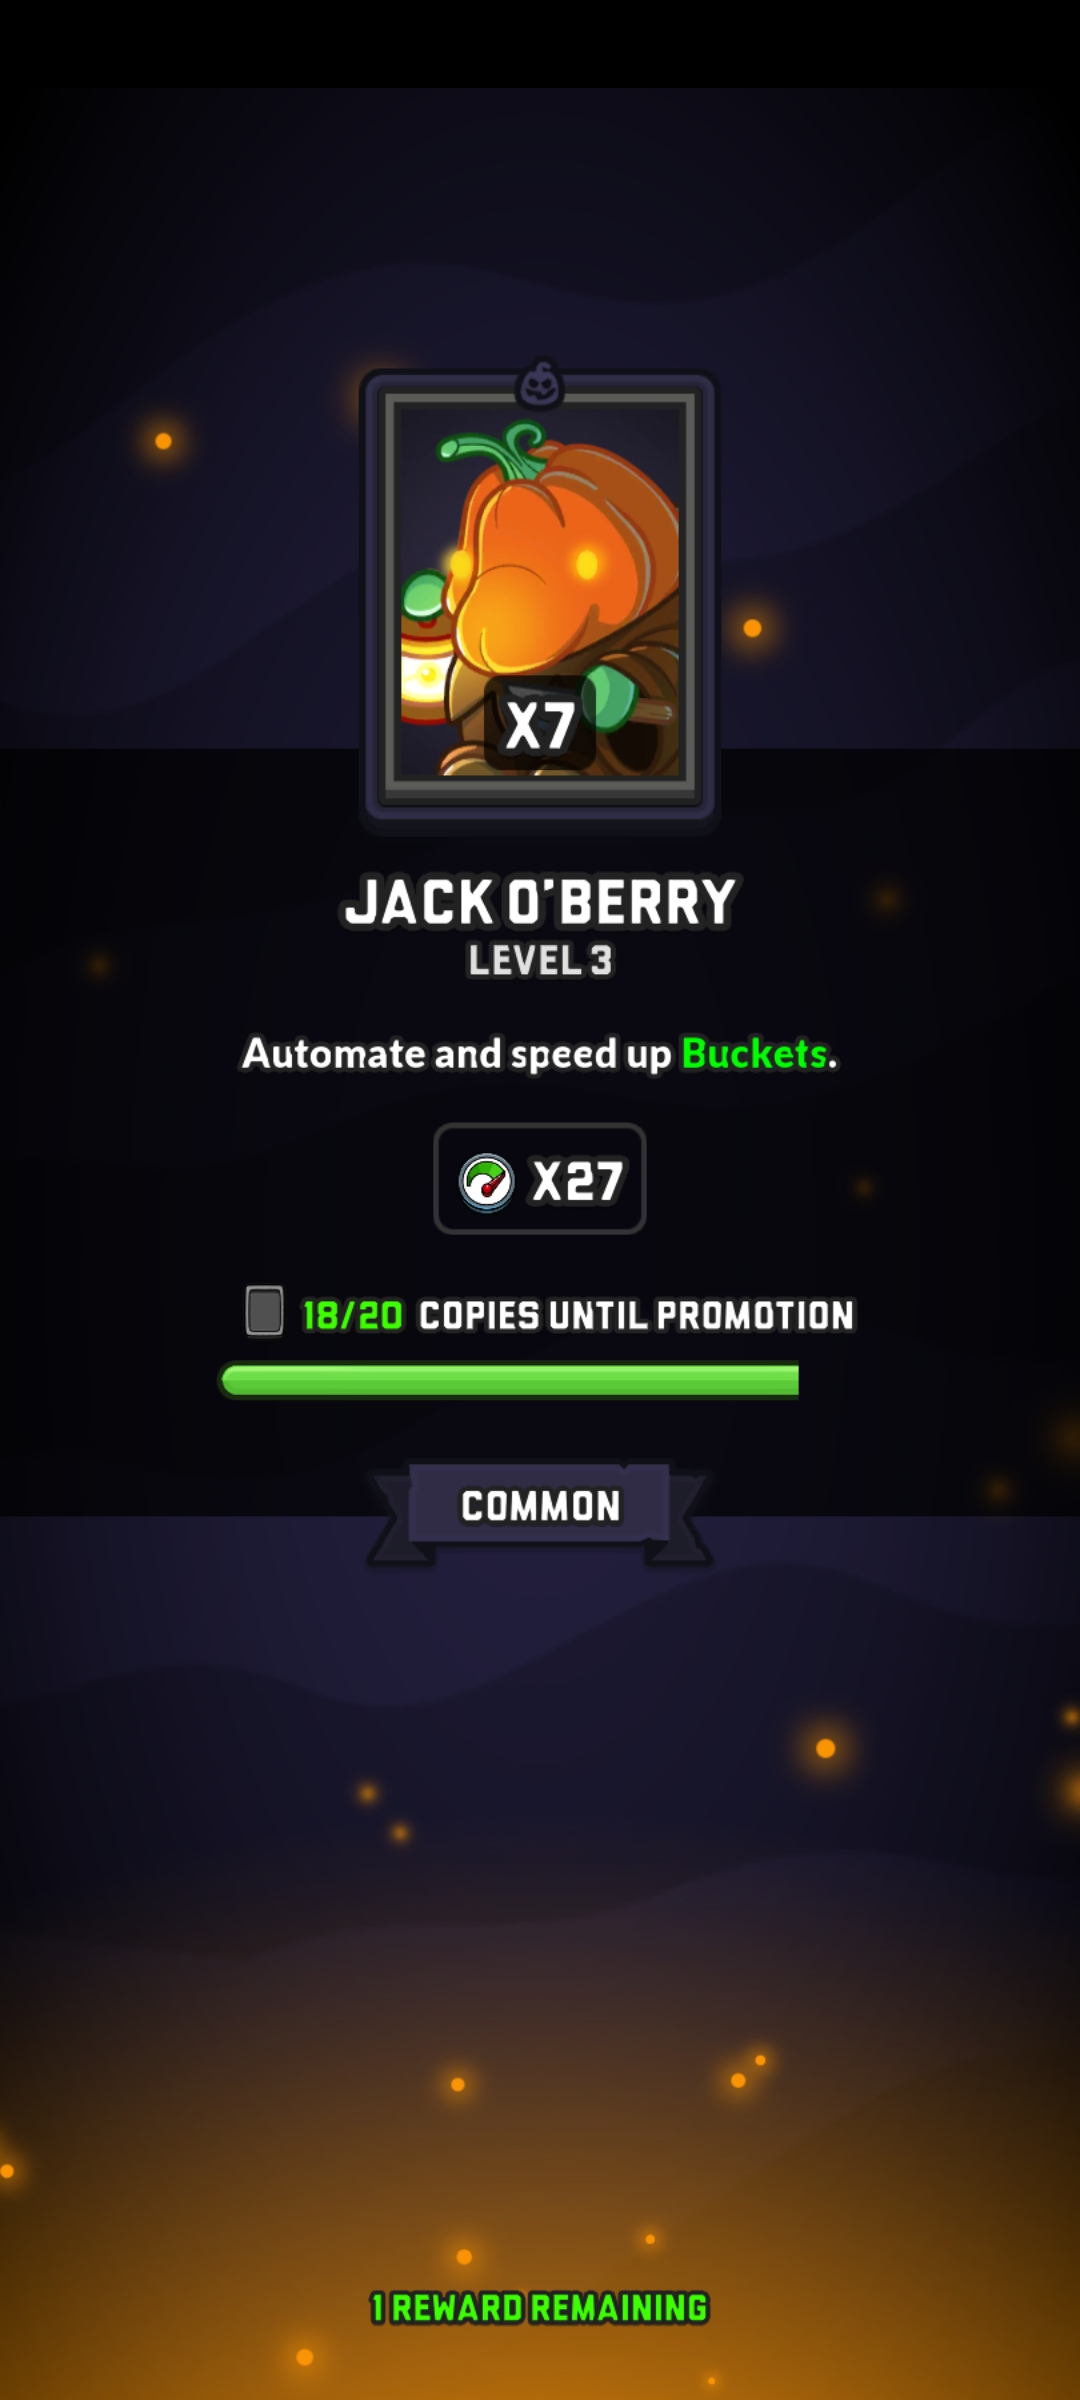 X7
JACK O'BERRY
LEVEL 3
Automate and speed up Buckets.
X27
18/20 COPIES UNTIL PROMOTION
COMMON
1 REWARD REMAINING